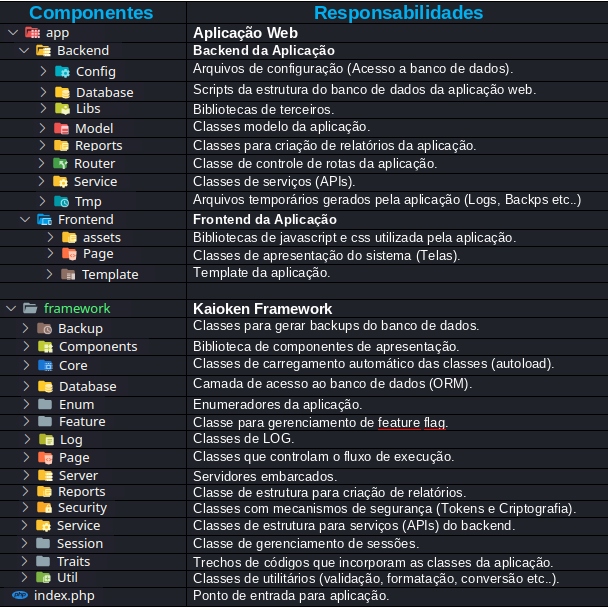 Componentes Responsabilidades
app Aplicação Web
Backend Backend da Aplicação
Config Arquivos de configuração (Acesso a banco de dados).
Database Scripts da estrutura do banco de dados da aplicação web.
Libs Bibliotecas de terceiros.
Model Classes modelo da aplicação.
Reports Classes para criação de relatórios da aplicação.
Router Classe de controle de rotas da aplicação.
Service Classes de serviços (APIs).
Tmp Arquivos temporários gerados pela aplicação (Logs, Backps etc..)
Frontend Frontend da Aplicação
assets Bibliotecas de javascript e css utilizada pela aplicação.
Page Classes de apresentação do sistema (Telas).
Template Template da aplicação.
framework Kaioken Framework
Backup Classes para gerar backups do banco de dados.
Components Biblioteca de componentes de apresentação.
Core Classes de carregamento automático das classes (autoload).
Database Camada de acesso ao banco de dados (ORM).
Enum Enumeradores da aplicação.
Feature Classe para gerenciamento de feature flag.
Log Classes de LOG.
Page Classes que controlam o fluxo de execução.
Server Servidores embarcados.
Reports Classe de estrutura para criação de relatórios.
Security Classes com mecanismos de segurança (Tokens e Criptografia).
Service Classes de estrutura para serviços (APIs) do backend.
Session Classe de gerenciamento de sessões.
Traits Trechos de códigos que incorporam as classes da aplicação.
Util Classes de utilitários (validação, formatação, conversão etc..).
php index.php Ponto de entrada para aplicação.